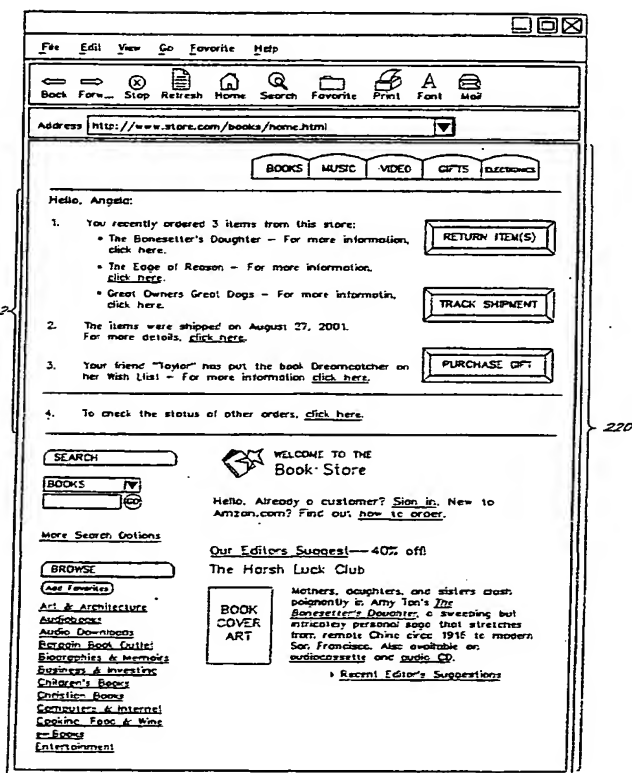 File Edit View Go Favorite Help
Back Forw... Stop Refresh Home Search Favorite Print Font Mail
Address http://www.store.com/books/home.html
BOOKS MUSIC VIDEO GIFTS ELECTRONICS
Hello, Angela:
1. You recently ordered 3 items from this store:
• The Bonesetter's Doughter – For more information,
click here.
RETURN ITEM(S)
• The Edge of Reason – For more information,
click here.
• Great Owners Great Dogs – For more informatin,
click here.
TRACK SHIPMENT
2. The items were shipped on August 27, 2001.
For more details, click here.
3. Your friend "Taylor" has put the book Dreamcatcher on
her Wish List – For more information click here.
PURCHASE GIFT
4. To check the status of other orders, click here.
2
220
SEARCH
BOOKS
GO
More Search Options
BROWSE
Add Favorites
Art & Architecture
Audiobooks
Audio Downloads
Bargain Book Outlet
Biographies & Memoirs
Business & Investing
Children's Books
Christian Books
Computers & Internet
Cooking, Food & Wine
e-Books
Entertainment
WELCOME TO THE
Book Store
Hello. Already a customer? Sign in. New to
Amzon.com? Find out how to order.
Our Editors Suggest — 40% off!
The Harsh Luck Club
BOOK
COVER
ART
Mothers, daughters, and sisters clash
poignantly in Amy Tan's The
Bonesetter's Daughter, a sweeping but
intricately personal saga that stretches
from remote China circa 1916 to modern
San Francisco. Also available on
audiocassette and audio CD.
Recent Editor's Suggestions